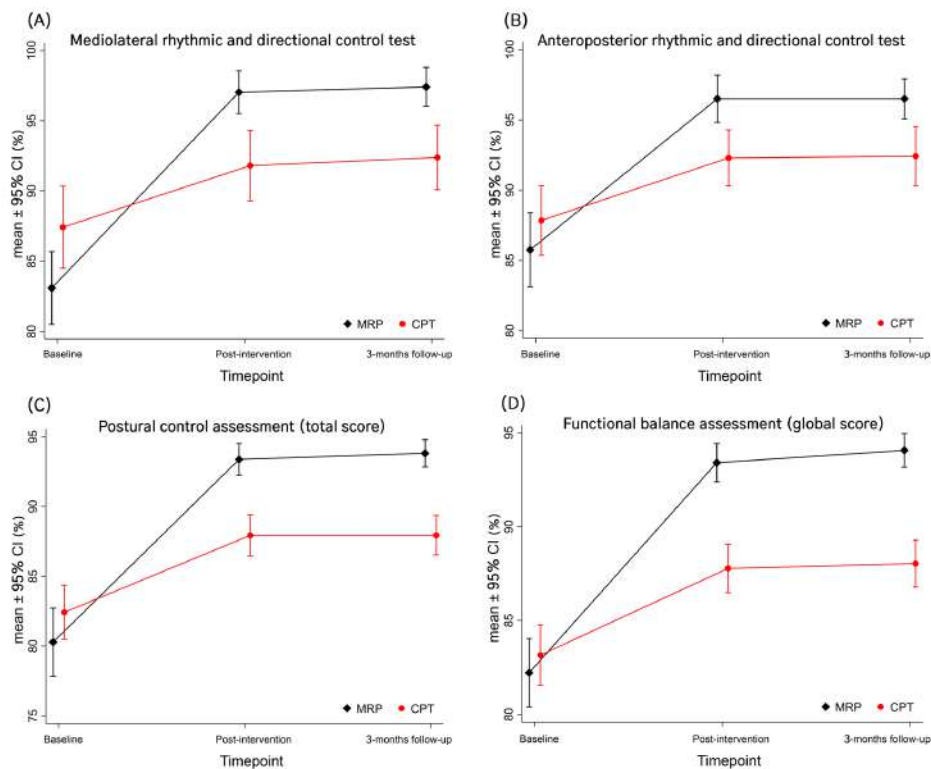 (A)
Mediolateral rhythmic and directional control test
mean ± 95% CI (%)
100
95
90
85
80
MRP CPT
Baseline Post-intervention 3-months follow-up
Timepoint
(B)
Anteroposterior rhythmic and directional control test
mean ± 95% CI (%)
100
95
90
85
80
MRP CPT
Baseline Post-intervention 3-months follow-up
Timepoint
(C)
Postural control assessment (total score)
mean ± 95% CI (%)
95
90
85
80
75
MRP CPT
Baseline Post-intervention 3-months follow-up
Timepoint
(D)
Functional balance assessment (global score)
mean ± 95% CI (%)
95
90
85
80
MRP CPT
Baseline Post-intervention 3-months follow-up
Timepoint